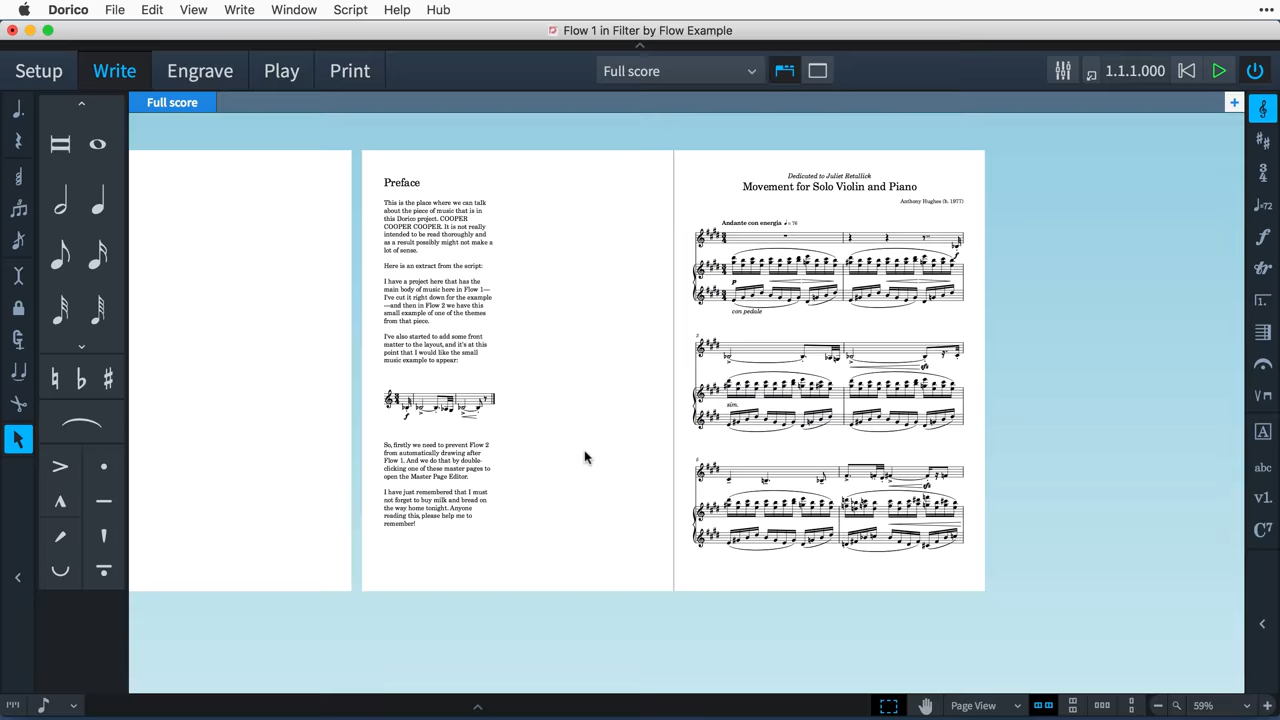 Dorico File Edit View Write Window Script Help Hub
Flow 1 in Filter by Flow Example
Setup Write Engrave Play Print Full score 1.1.1.000
Full score
Preface
This is the place where we can talk
about the piece of music that is in
this Dorico project. COOPER
COOPER COOPER. It is not really
intended to be read thoroughly and
as a result possibly might not make a
lot of sense.
Here is an extract from the script:
I have a project here that has the
main body of music here in Flow 1—
I've cut it right down for the example
—and then in Flow 2 we have this
small example of one of the themes
from that piece.
I've also started to add some front
matter to the layout, and it's at this
point that I would like the small
music example to appear:
f
So, firstly we need to prevent Flow 2
from automatically drawing after
Flow 1. And we do that by double-
clicking one of these master pages to
open the Master Page Editor.
I have just remembered that I must
not forget to buy milk and bread on
the way home tonight. Anyone
reading this, please help me to
remember!
Dedicated to Juliet Retallick
Movement for Solo Violin and Piano
Anthony Hughes (b. 1977)
Andante con energia ♩ = 76
f
p
con pedale
3
sfz
sim.
5
sfz
=72
abc
v1.
C7
Page View 59%